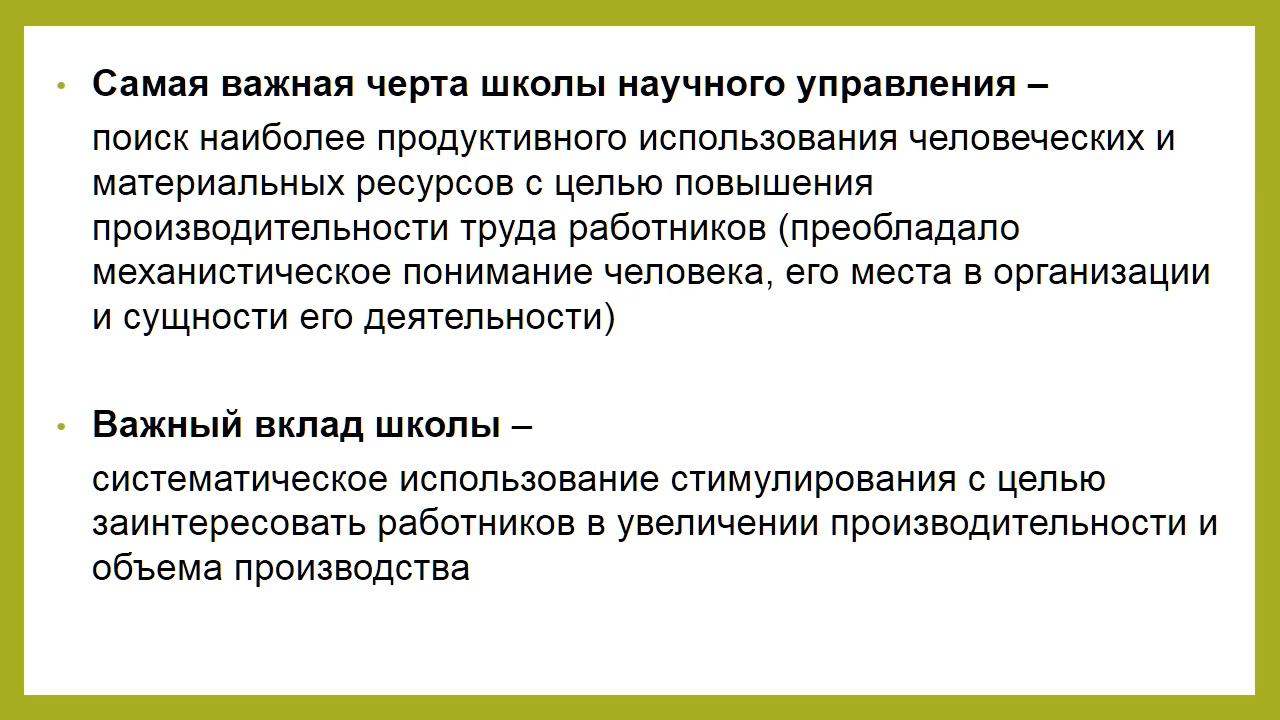 • Самая важная черта школы научного управления –
поиск наиболее продуктивного использования человеческих и
материальных ресурсов с целью повышения
производительности труда работников (преобладало
механистическое понимание человека, его места в организации
и сущности его деятельности)
• Важный вклад школы –
систематическое использование стимулирования с целью
заинтересовать работников в увеличении производительности и
объема производства